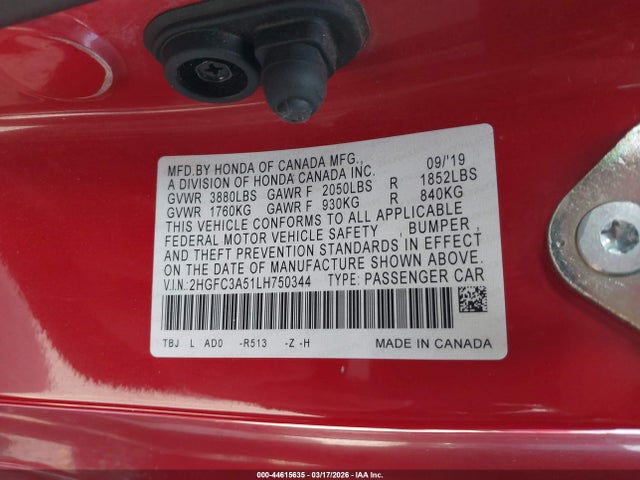 MFD.BY HONDA OF CANADA MFG., 09/'19
A DIVISION OF HONDA CANADA INC.
GVWR 3880LBS GAWR F 2050LBS R 1852LBS
GVWR 1760KG GAWR F 930KG R 840KG
THIS VEHICLE CONFORMS TO ALL APPLICABLE
FEDERAL MOTOR VEHICLE SAFETY , BUMPER ,
AND THEFT PREVENTION STANDARDS IN EFFECT
ON THE DATE OF MANUFACTURE SHOWN ABOVE.
V.I.N.:2HGFC3A51LH750344 TYPE: PASSENGER CAR
TBJ L AD0 -R513 -Z -H MADE IN CANADA
000-44615635 | 03/17/2026 | IAA Inc.